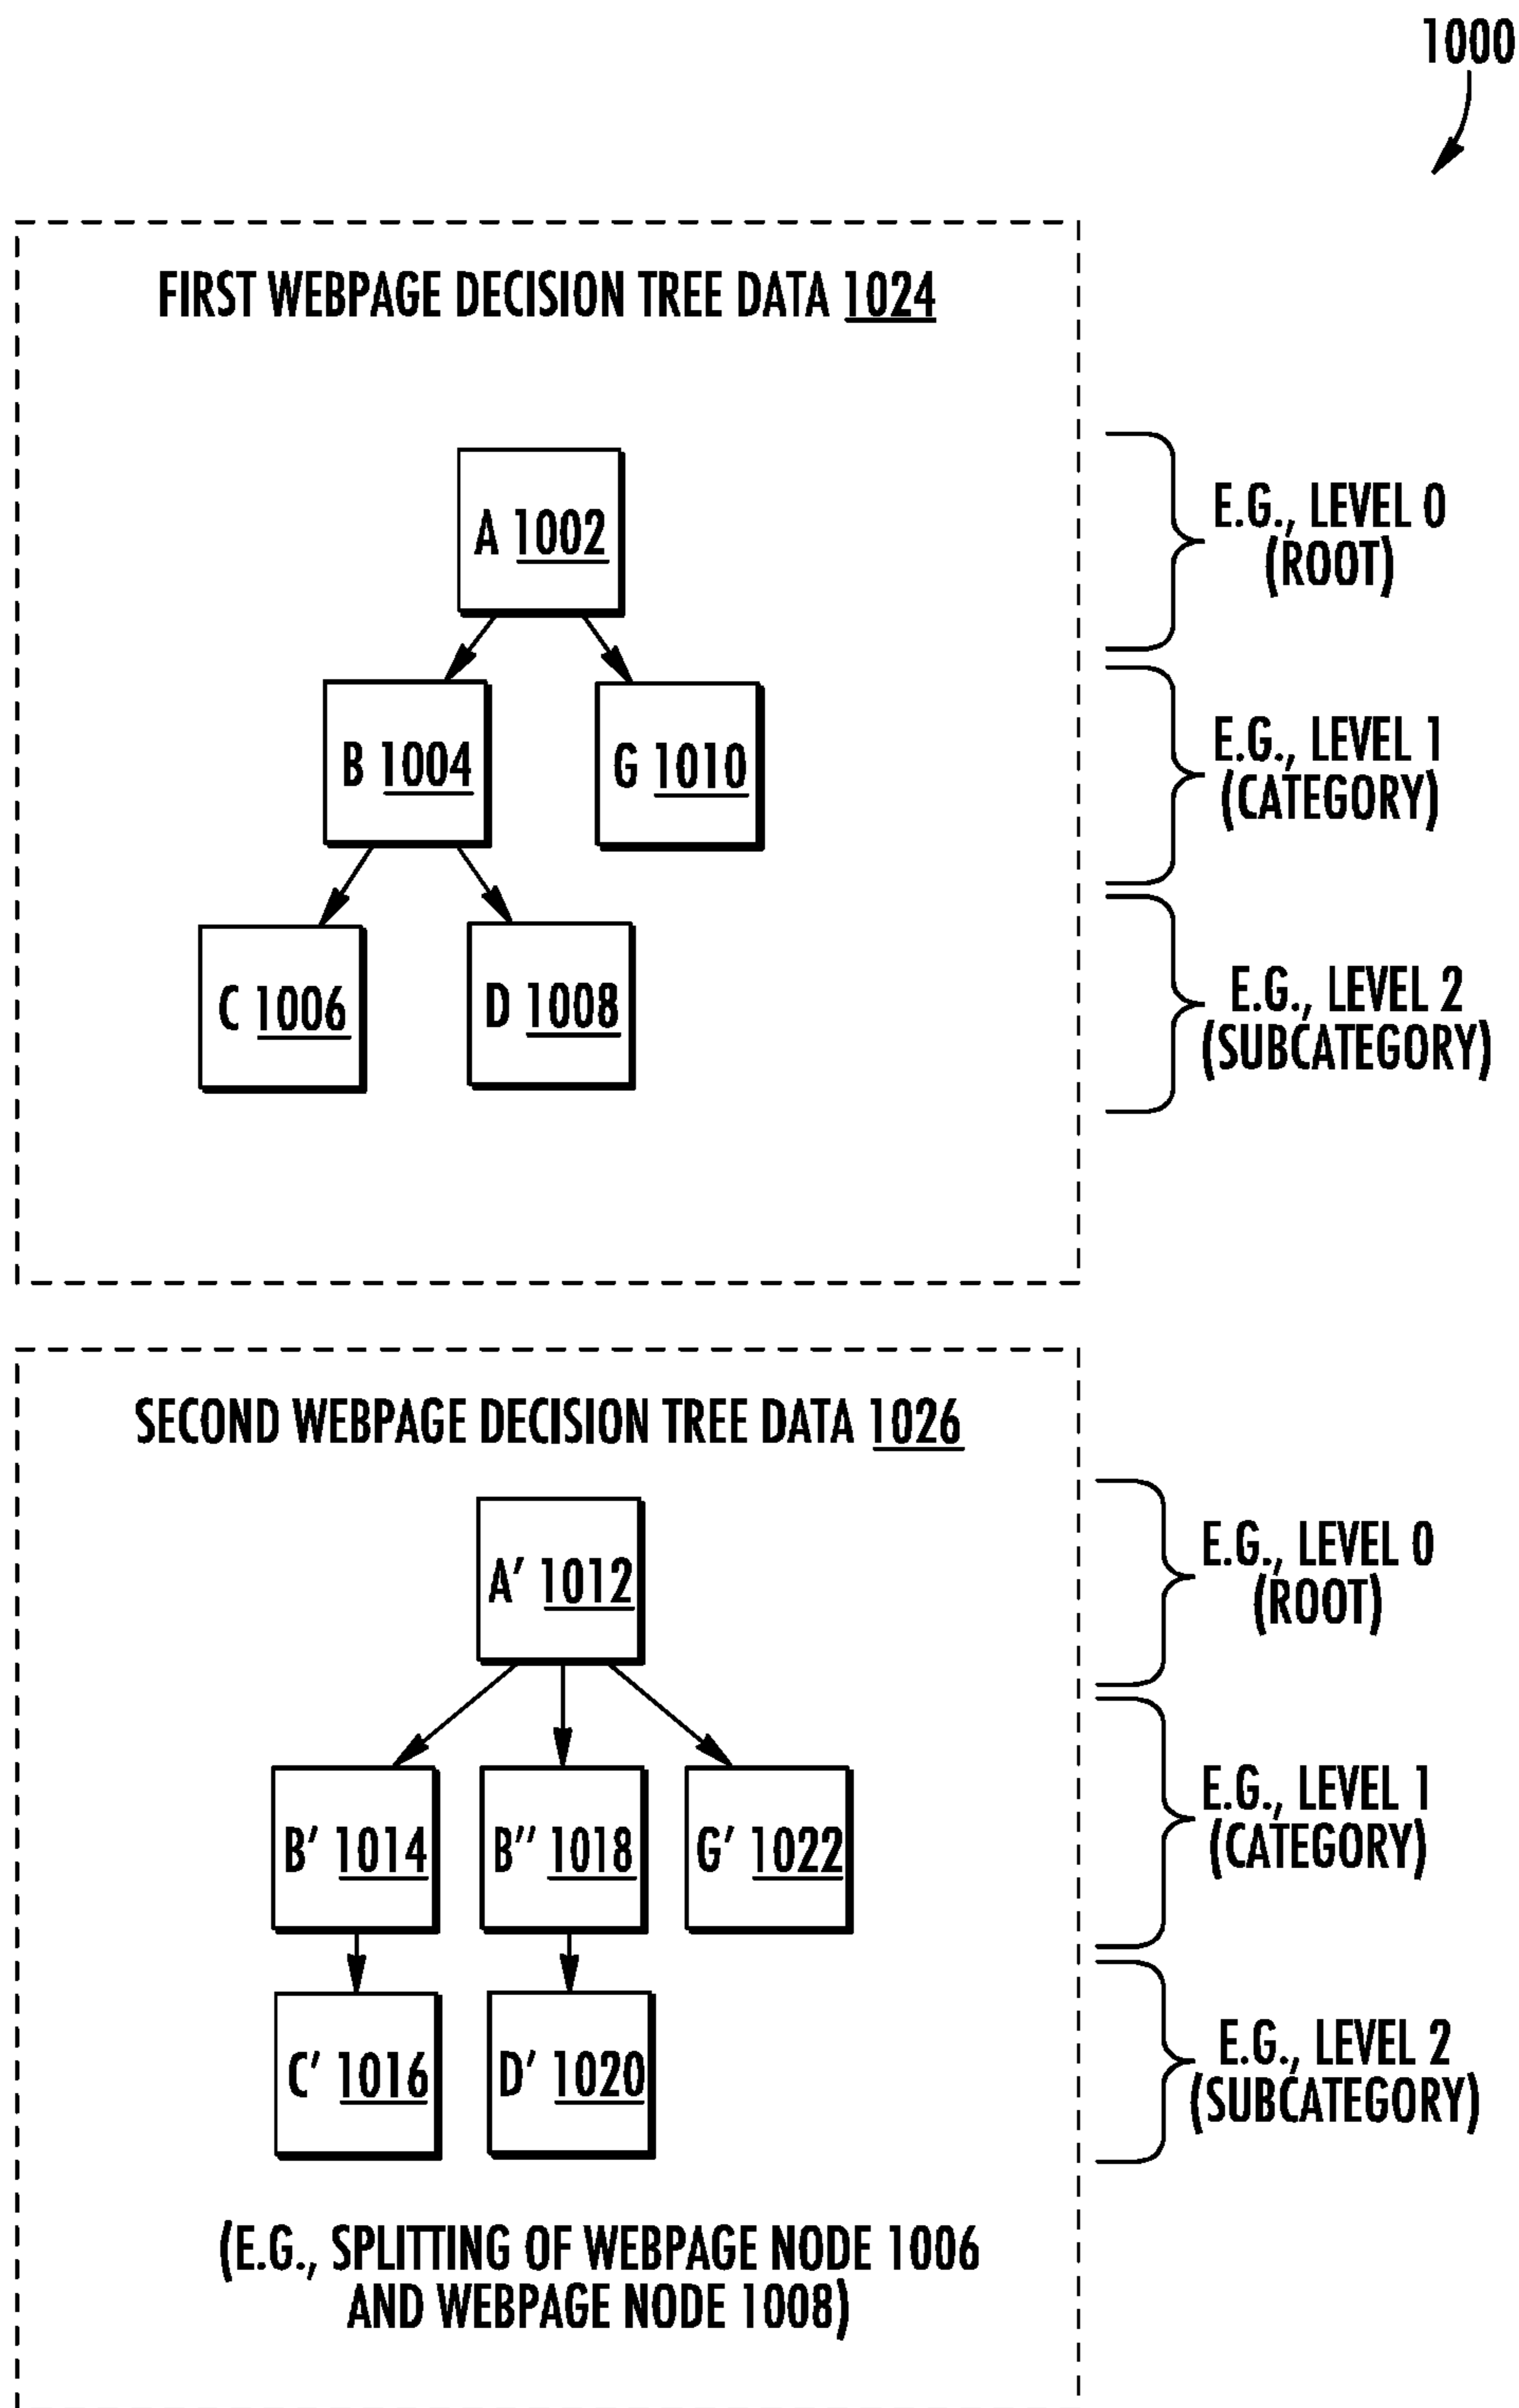 1000
FIRST WEBPAGE DECISION TREE DATA 1024
A 1002
E.G., LEVEL 0
(ROOT)
B 1004
G 1010
E.G., LEVEL 1
(CATEGORY)
C 1006
D 1008
E.G., LEVEL 2
(SUBCATEGORY)
SECOND WEBPAGE DECISION TREE DATA 1026
A' 1012
E.G., LEVEL 0
(ROOT)
B' 1014
B'' 1018
G' 1022
E.G., LEVEL 1
(CATEGORY)
C' 1016
D' 1020
E.G., LEVEL 2
(SUBCATEGORY)
(E.G., SPLITTING OF WEBPAGE NODE 1006
AND WEBPAGE NODE 1008)